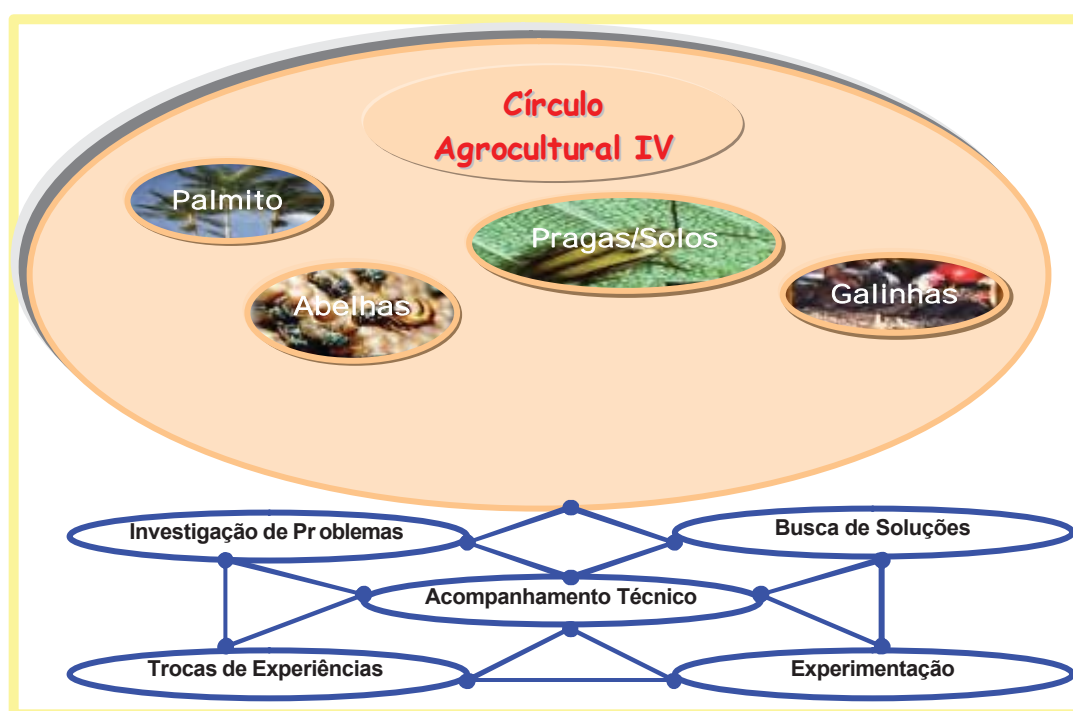 Círculo
Agrocultural IV
Palmito
Pragas/Solos
Abelhas
Galinhas
Investigação de Pr oblemas
Busca de Soluções
Acompanhamento Técnico
Trocas de Experiências
Experimentação